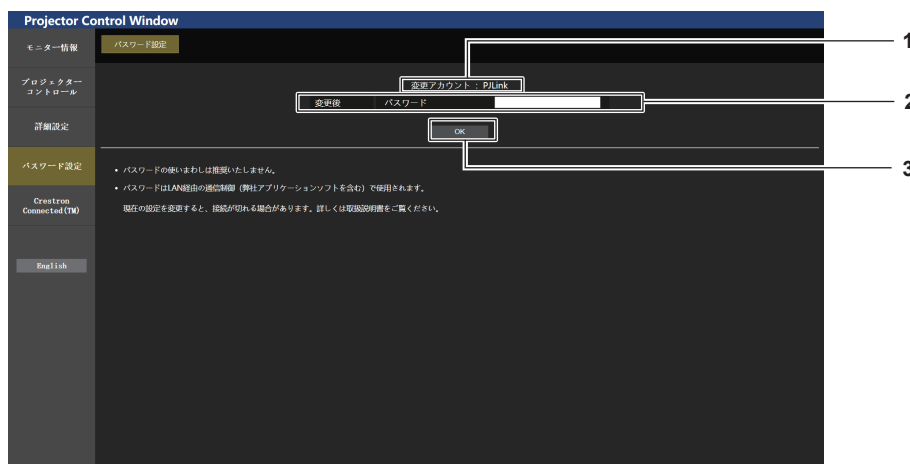 Projector Control Window
モニター情報
パスワード設定
1
プロジェクター
コントロール
変更アカウント : PJLink
変更後 パスワード
2
詳細設定
OK
パスワード設定
3
• パスワードの使いまわしは推奨いたしません。
• パスワードはLAN経由の通信制御（弊社アプリケーションソフトを含む）で使用されます。
現在の設定を変更すると、接続が切れる場合があります。詳しくは取扱説明書をご覧ください。
Crestron
Connected(TM)
English